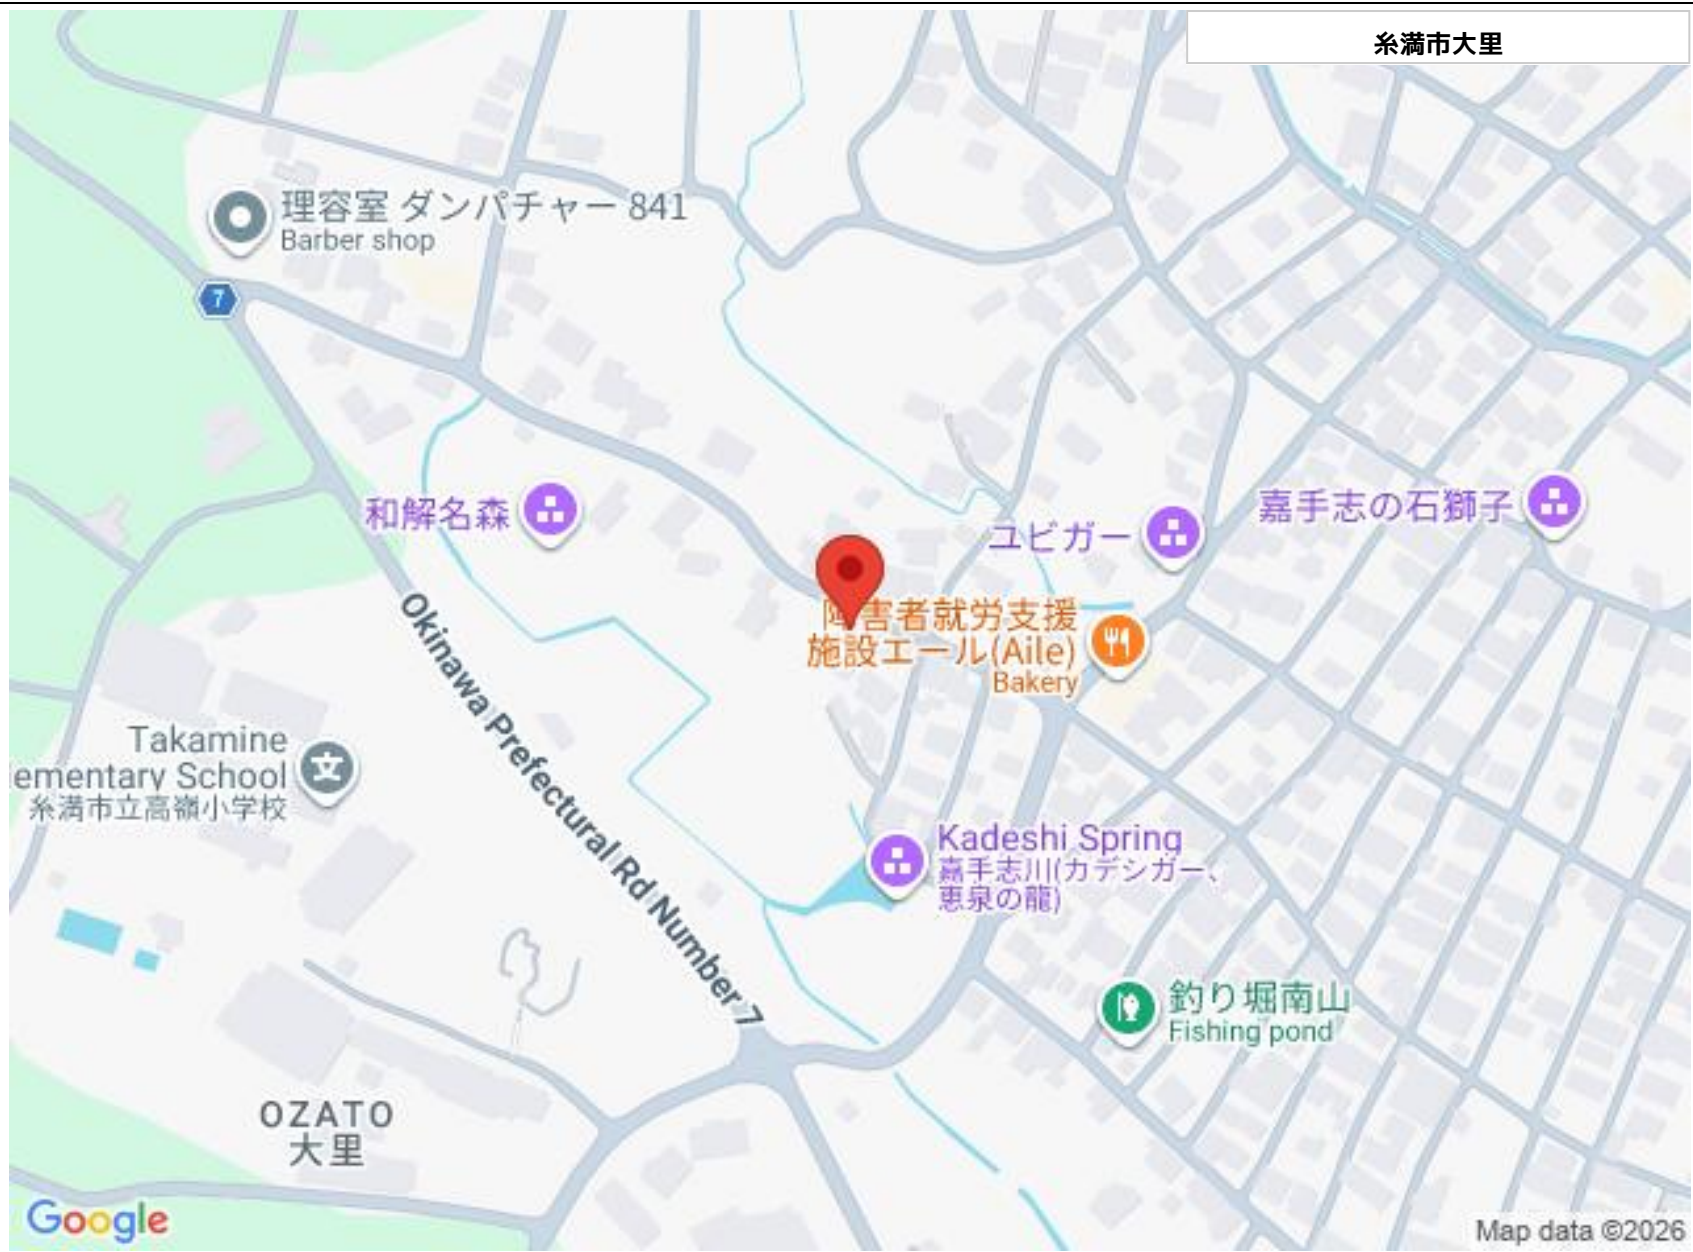 糸満市大里
理容室 ダンパチャー 841
Barber shop
7
和解名森
ユビガー
嘉手志の石獅子
障害者就労支援
施設エール(Aile)
Bakery
Okinawa Prefectural Rd Number 7
Takamine
lementary School
糸満市立高嶺小学校
文
Kadeshi Spring
嘉手志川(カデシガー、
恵泉の龍)
釣り堀南山
Fishing pond
OZATO
大里
Google
Map data ©2026